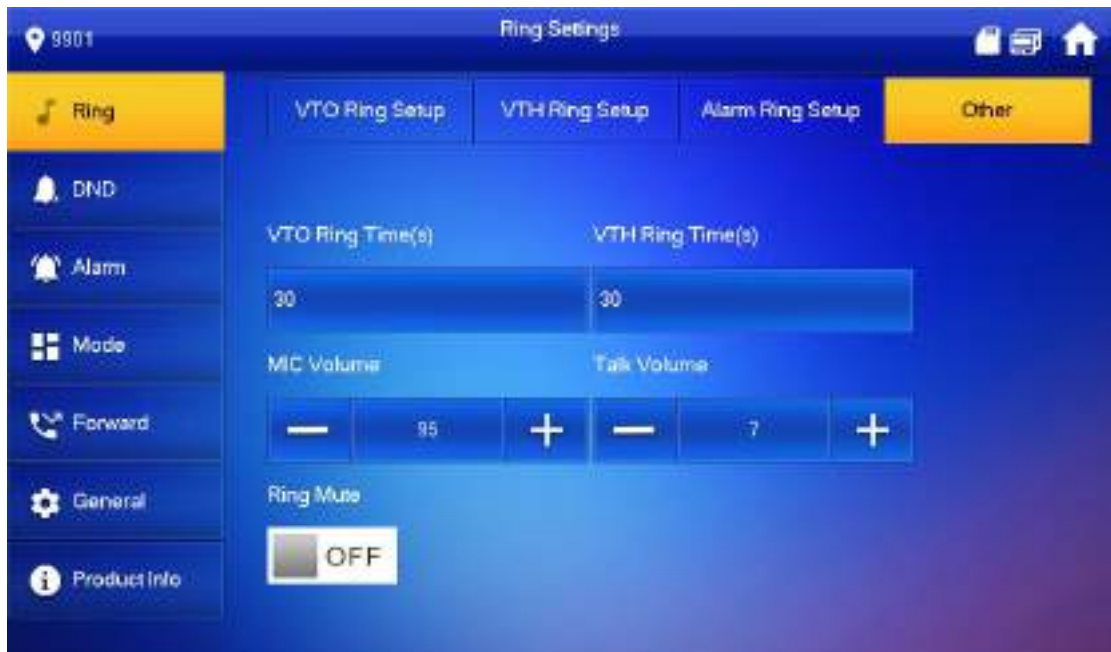 9901
Ring Settings
Ring
VTO Ring Setup
VTH Ring Setup
Alarm Ring Setup
Other
DND
Alarm
Mode
Forward
General
Product Info
VTO Ring Time(s)
VTH Ring Time(s)
30
30
MIC Volume
Talk Volume
95
7
Ring Mute
OFF